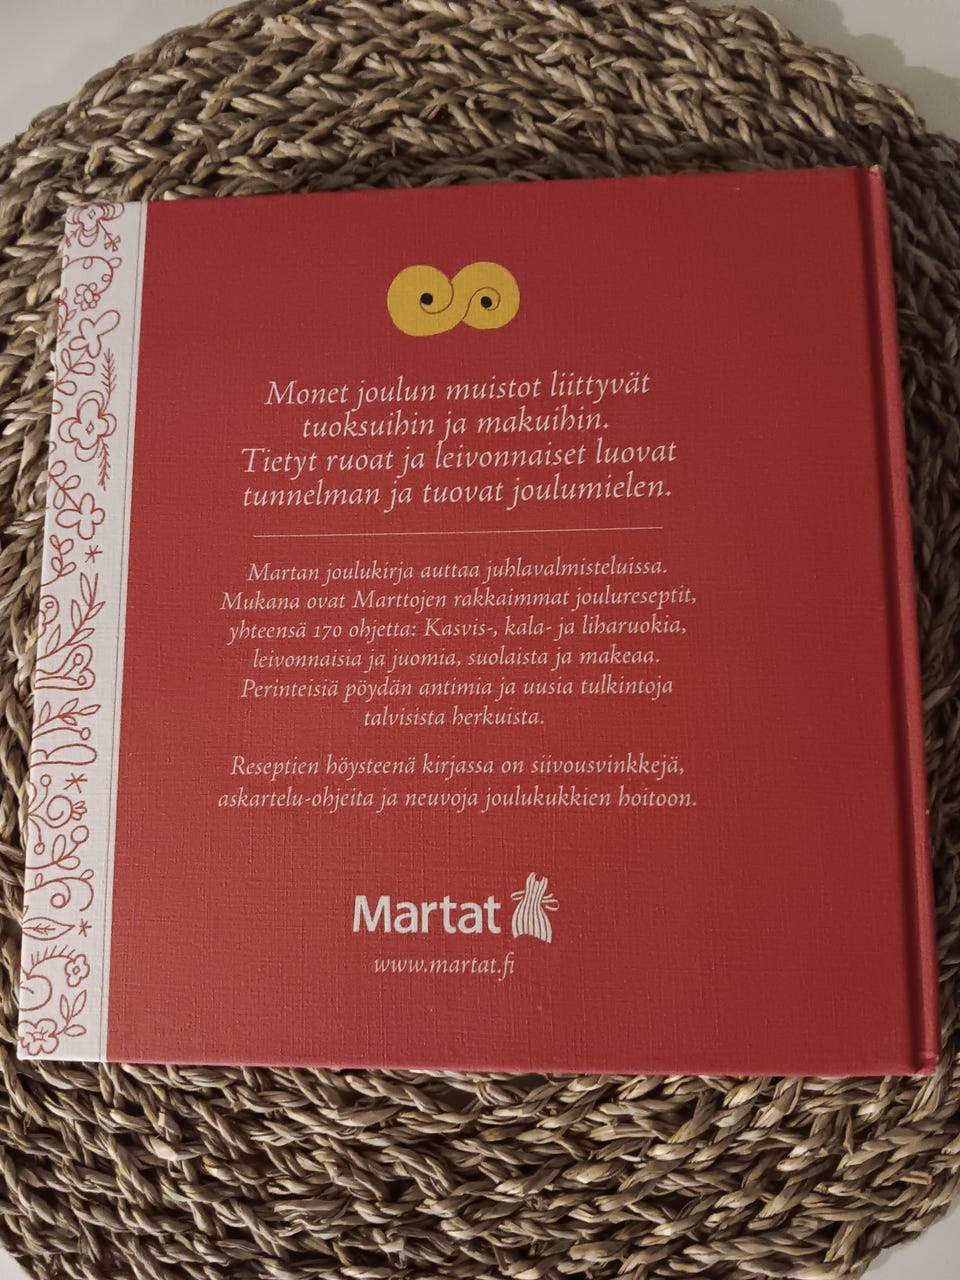 Monet joulun muistot liittyvät
tuoksuihin ja makuihin.
Tietyt ruoat ja leivonnaiset luovat
tunnelman ja tuovat joulumielen.
Martan joulukirja auttaa juhlavalmisteluissa.
Mukana ovat Marttojen rakkaimmat joulureseptit,
yhteensä 170 ohjetta: Kasvis-, kala- ja liharuokia,
leivonnaisia ja juomia, suolaista ja makeaa.
Perinteisiä pöydän antimia ja uusia tulkintoja
talvisista herkuista.
Reseptien höysteenä kirjassa on siivousvinkkejä,
askartelu-ohjeita ja neuvoja joulukukkien hoitoon.
Martat
www.martat.fi